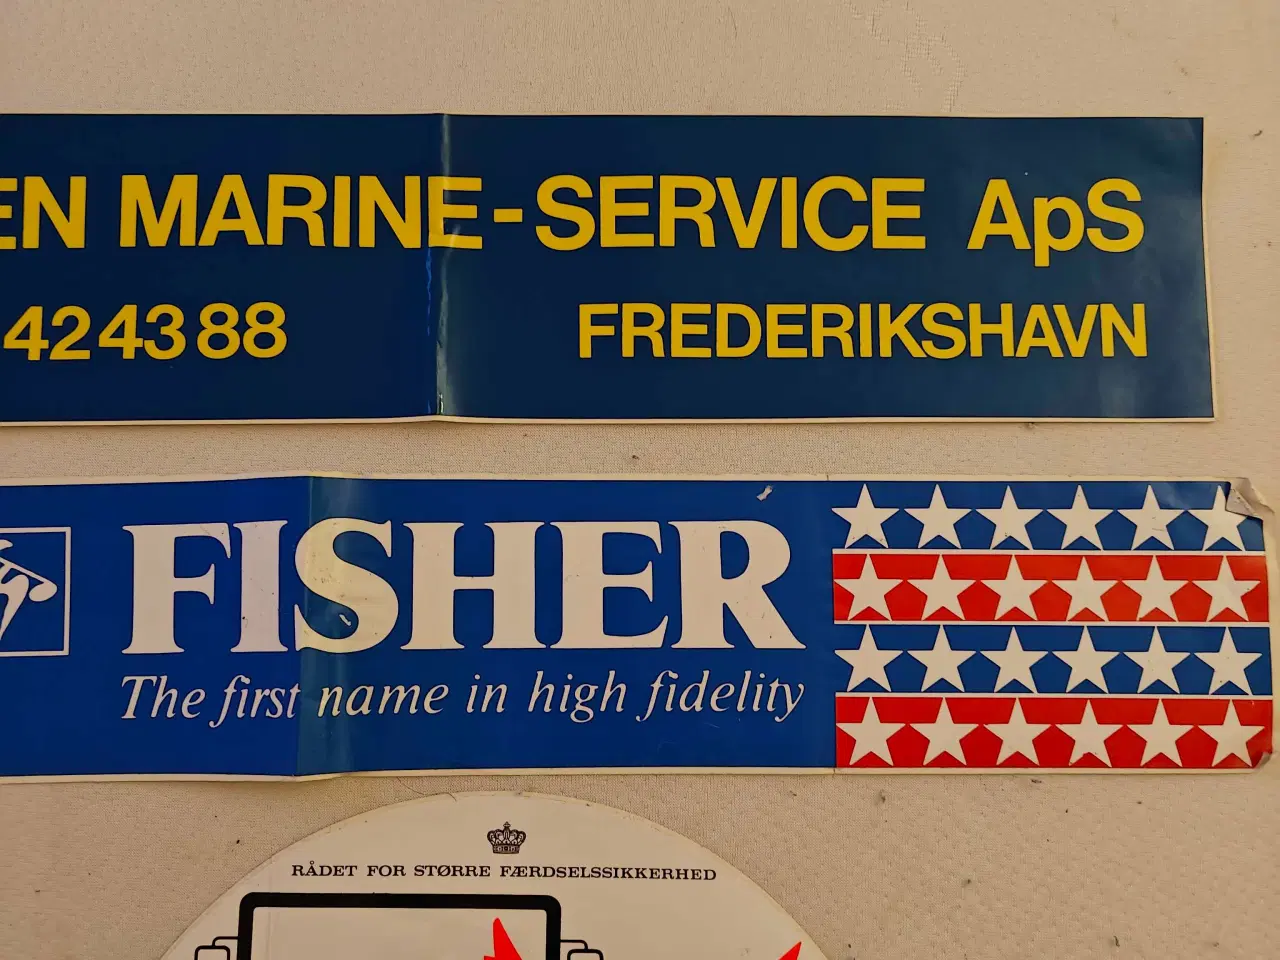 EN MARINE-SERVICE ApS
424388 FREDERIKSHAVN
FISHER
The first name in high fidelity
RÅDET FOR STØRRE FÆRDSELSSIKKERHED